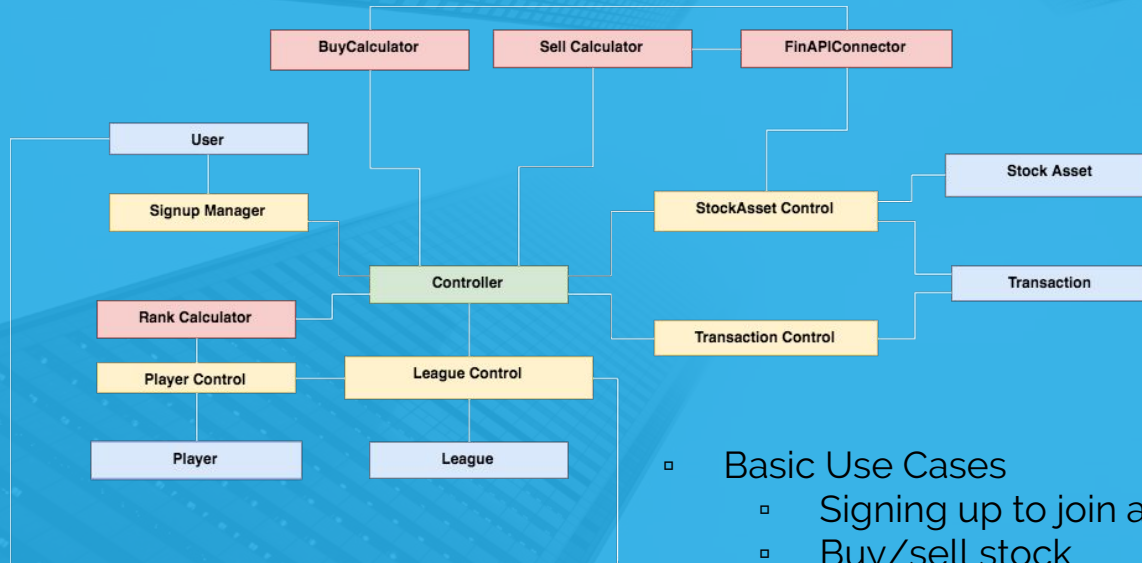 BuyCalculator
Sell Calculator
FinAPIConnector
User
Stock Asset
Signup Manager
StockAsset Control
Controller
Transaction
Rank Calculator
Transaction Control
Player Control
League Control
Player
League
▫ Basic Use Cases
▫ Signing up to join a
▫ Buy/sell stock